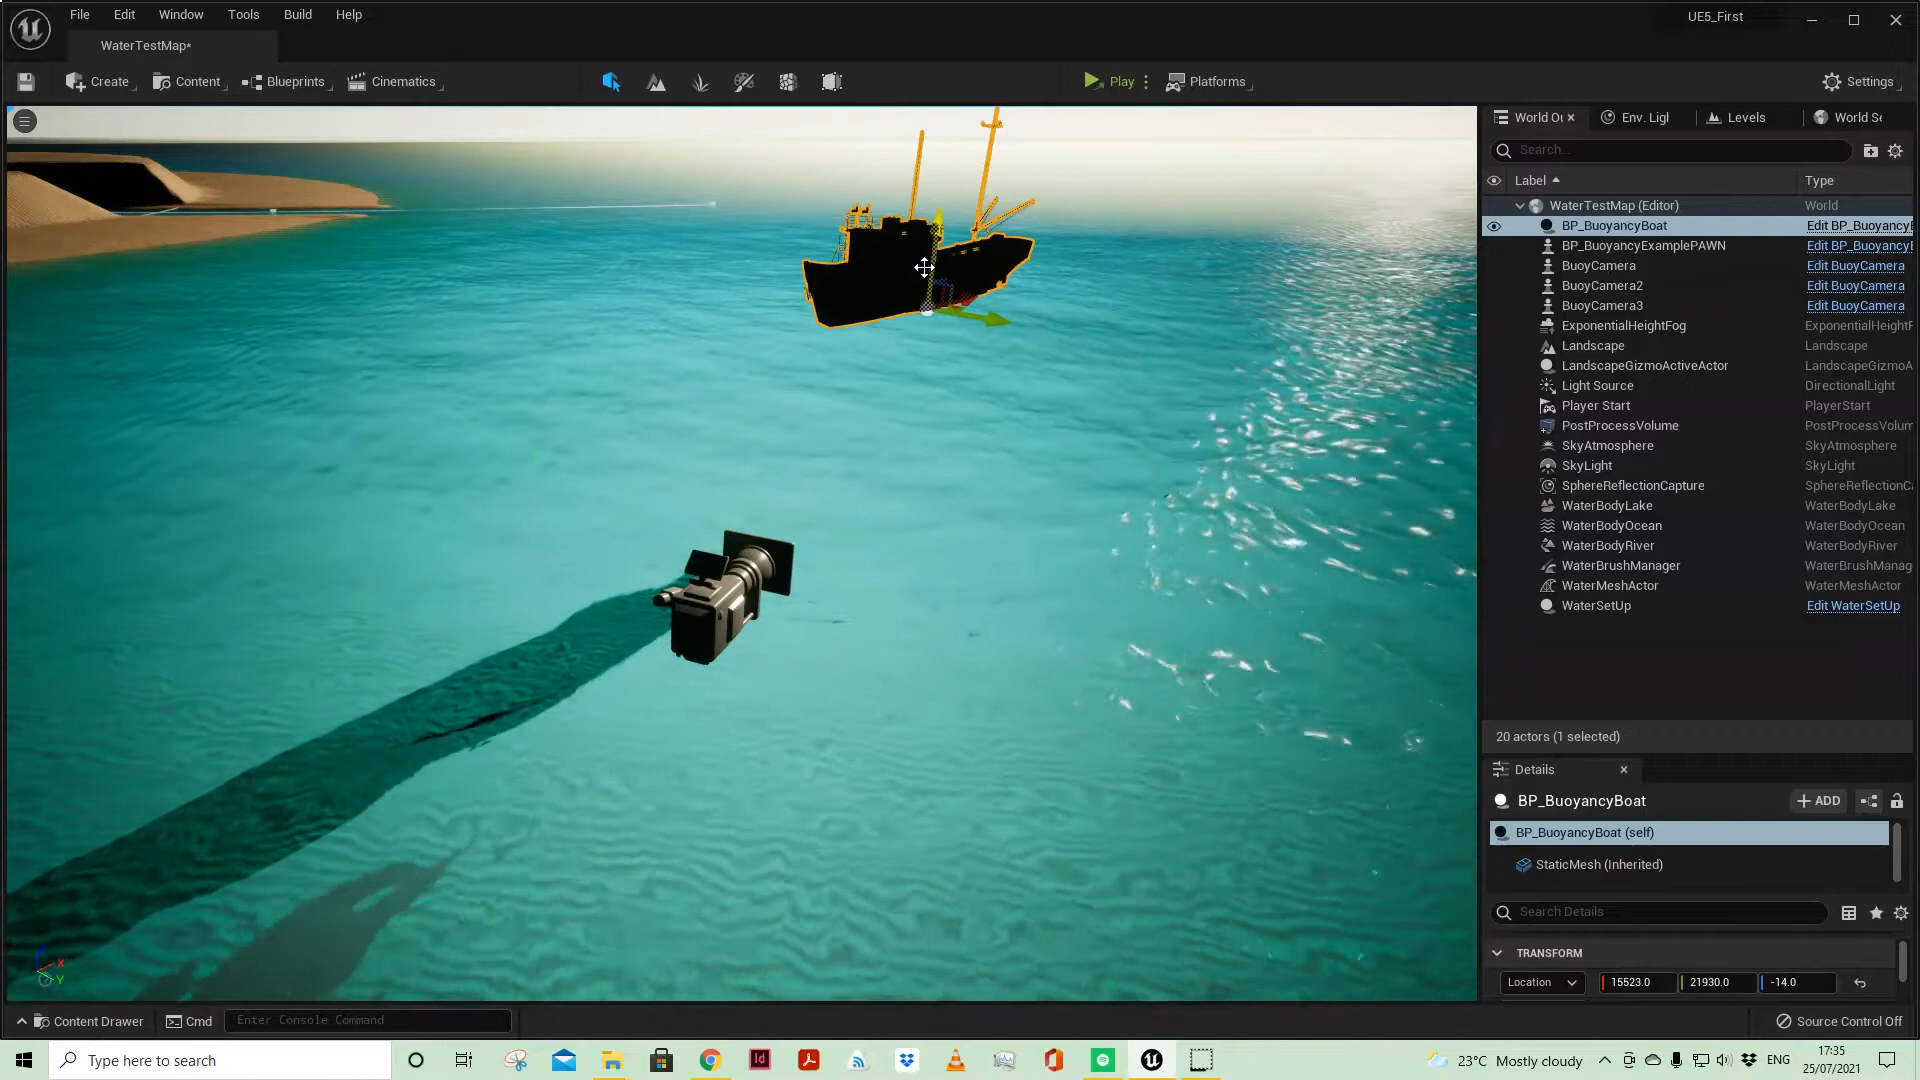 File Edit Window Tools Build Help
UE5_First
WaterTestMap*
Create Content Blueprints Cinematics Play Platforms Settings
World Ou Env. Ligl Levels World Se
Search...
Label Type
WaterTestMap (Editor) World
BP_BuoyancyBoat Edit BP_BuoyancyB
BP_BuoyancyExamplePAWN Edit BP_BuoyancyE
BuoyCamera Edit BuoyCamera
BuoyCamera2 Edit BuoyCamera
BuoyCamera3 Edit BuoyCamera
ExponentialHeightFog ExponentialHeightF
Landscape Landscape
LandscapeGizmoActiveActor LandscapeGizmoA
Light Source DirectionalLight
Player Start PlayerStart
PostProcessVolume PostProcessVolum
SkyAtmosphere SkyAtmosphere
SkyLight SkyLight
SphereReflectionCapture SphereReflectionCa
WaterBodyLake WaterBodyLake
WaterBodyOcean WaterBodyOcean
WaterBodyRiver WaterBodyRiver
WaterBrushManager WaterBrushManag
WaterMeshActor WaterMeshActor
WaterSetUp Edit WaterSetUp
20 actors (1 selected)
Details
BP_BuoyancyBoat + ADD
BP_BuoyancyBoat (self)
StaticMesh (Inherited)
Search Details
TRANSFORM
Location 15523.0 21930.0 -14.0
X
Y
Content Drawer Cmd Enter Console Command Source Control Off
Type here to search Id 23°C Mostly cloudy ENG 17:35
25/07/2021